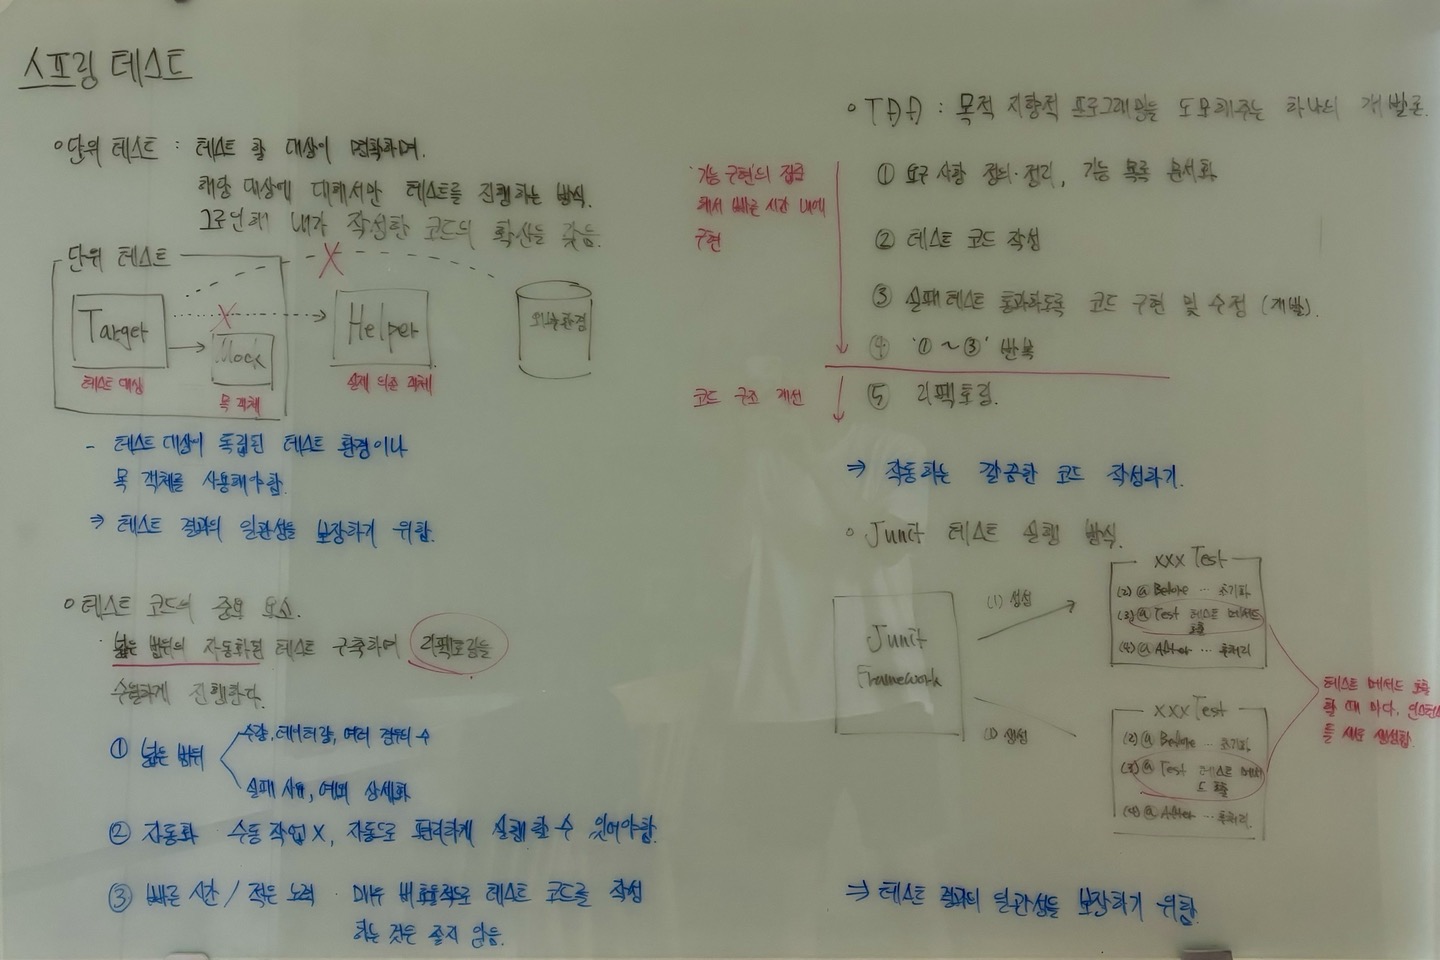 스프링 테스트
◦단위 테스트 : 테스트 할 대상이 명확하며,
해당 대상에 대해서만 테스트를 진행하는 방식.
그로인해 내가 작성한 코드의 확신을 갖음.
단위 테스트
Target
테스트 대상
Mock
목 객체
X
X
Helper
실제 의존 객체
외부환경
- 테스트 대상이 독립된 테스트 환경이나
목 객체를 사용해야함.
⇒ 테스트 결과의 일관성을 보장하기 위함.
◦테스트 코드의 중요 요소.
· 넓은 범위의 자동화된 테스트 구축하며 리팩토링을
수월하게 진행한다.
① 넓은 범위
수량, 데이터량, 여러 경우의 수
실패 사유, 예외 상세화
② 자동화 수동 작업 X, 자동으로 편리하게 실행 할 수 있어야함.
③ 빠른 시간 / 적은 노력 · 매우 비효율적으로 테스트 코드를 작성
하는 것은 좋지 않음.
◦ TDD : 목적 지향적 프로그래밍을 도모해주는 하나의 개발론.
'기능 구현'의 집중
해서 빠른 시간 내에
구현
① 요구 사항 정의·정리, 기능 목록 문서화
② 테스트 코드 작성
③ 실패 테스트 통과하도록 코드 구현 및 수정 (개발).
④ '①~③' 반복
코드 구조 개선
⑤ 리팩토링.
⇒ 작동하는 깔끔한 코드 작성하기.
◦ Junit 테스트 실행 방식.
Junit
Framework
(1) 생성
xxx Test
(2) @ Before ... 초기화
(3) @ Test 테스트 메서드
호출
(4) @ After ... 후처리
(1) 생성
xxx Test
(2) @ Before ... 초기화
(3) @ Test 테스트 메서
드 호출
(4) @ After ... 후처리
테스트 메서드 호출
할 때 마다, 인스턴스
를 새로 생성함.
⇒ 테스트 결과의 일관성을 보장하기 위함.